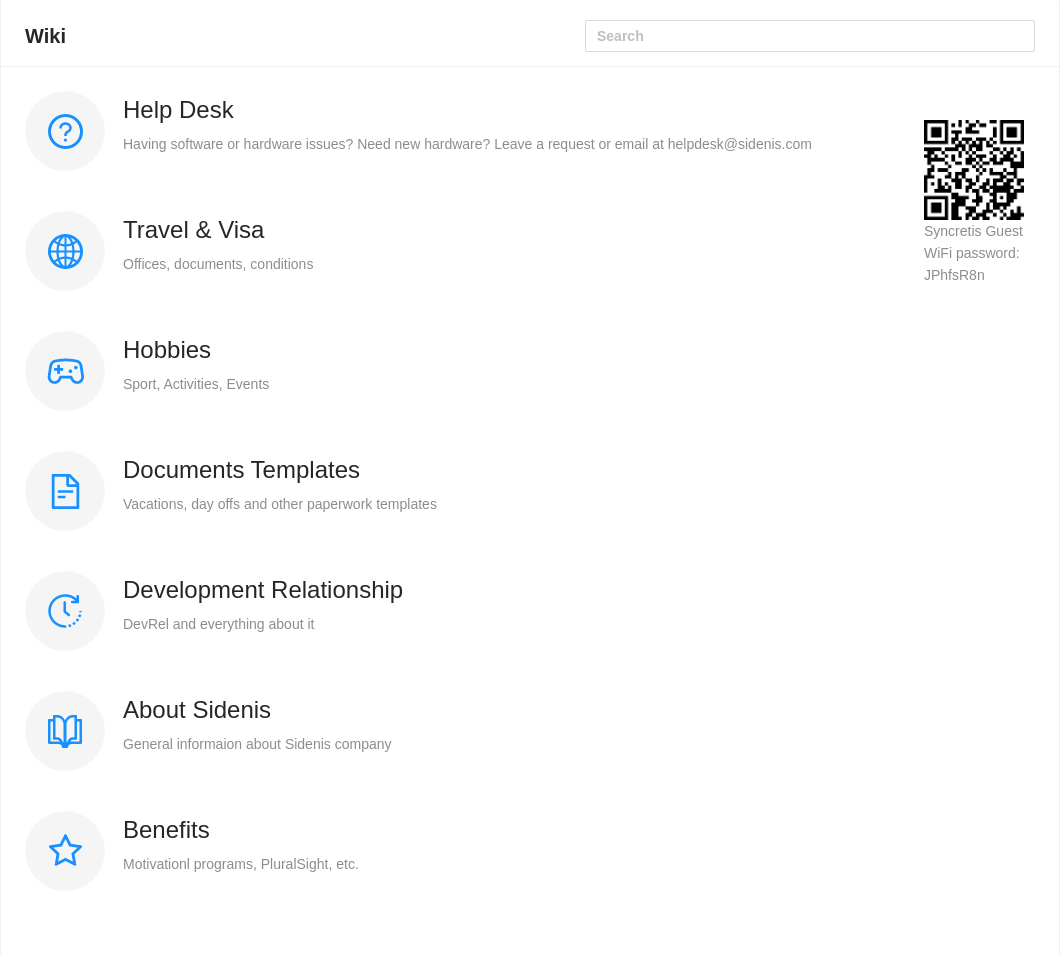 Wiki
Search
Help Desk
Having software or hardware issues? Need new hardware? Leave a request or email at helpdesk@sidenis.com
Syncretis Guest
WiFi password:
JPhfsR8n
Travel & Visa
Offices, documents, conditions
Hobbies
Sport, Activities, Events
Documents Templates
Vacations, day offs and other paperwork templates
Development Relationship
DevRel and everything about it
About Sidenis
General informaion about Sidenis company
Benefits
Motivationl programs, PluralSight, etc.